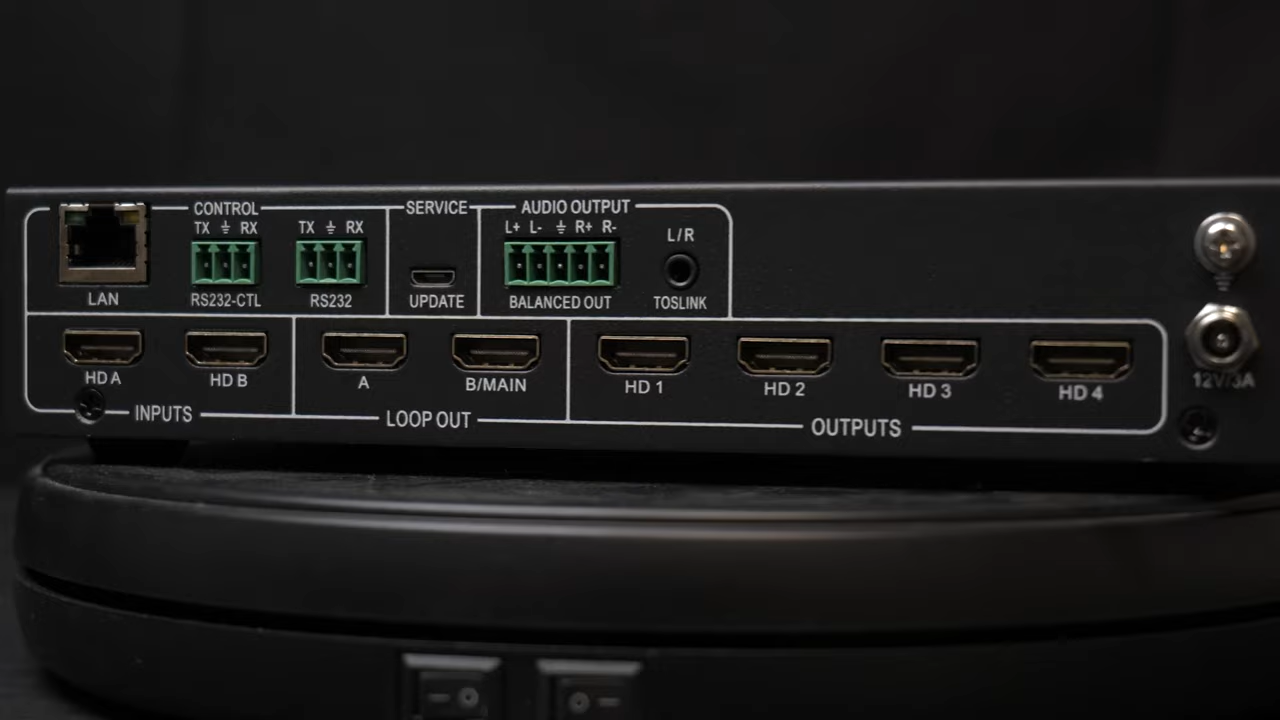 CONTROL
SERVICE
AUDIO OUTPUT
TX ⏚ RX
TX ⏚ RX
L+ L- ⏚ R+ R-
L/R
LAN
RS232-CTL
RS232
UPDATE
BALANCED OUT
TOSLINK
HD A
HD B
A
B/MAIN
HD 1
HD 2
HD 3
HD 4
12V/3A
INPUTS
LOOP OUT
OUTPUTS